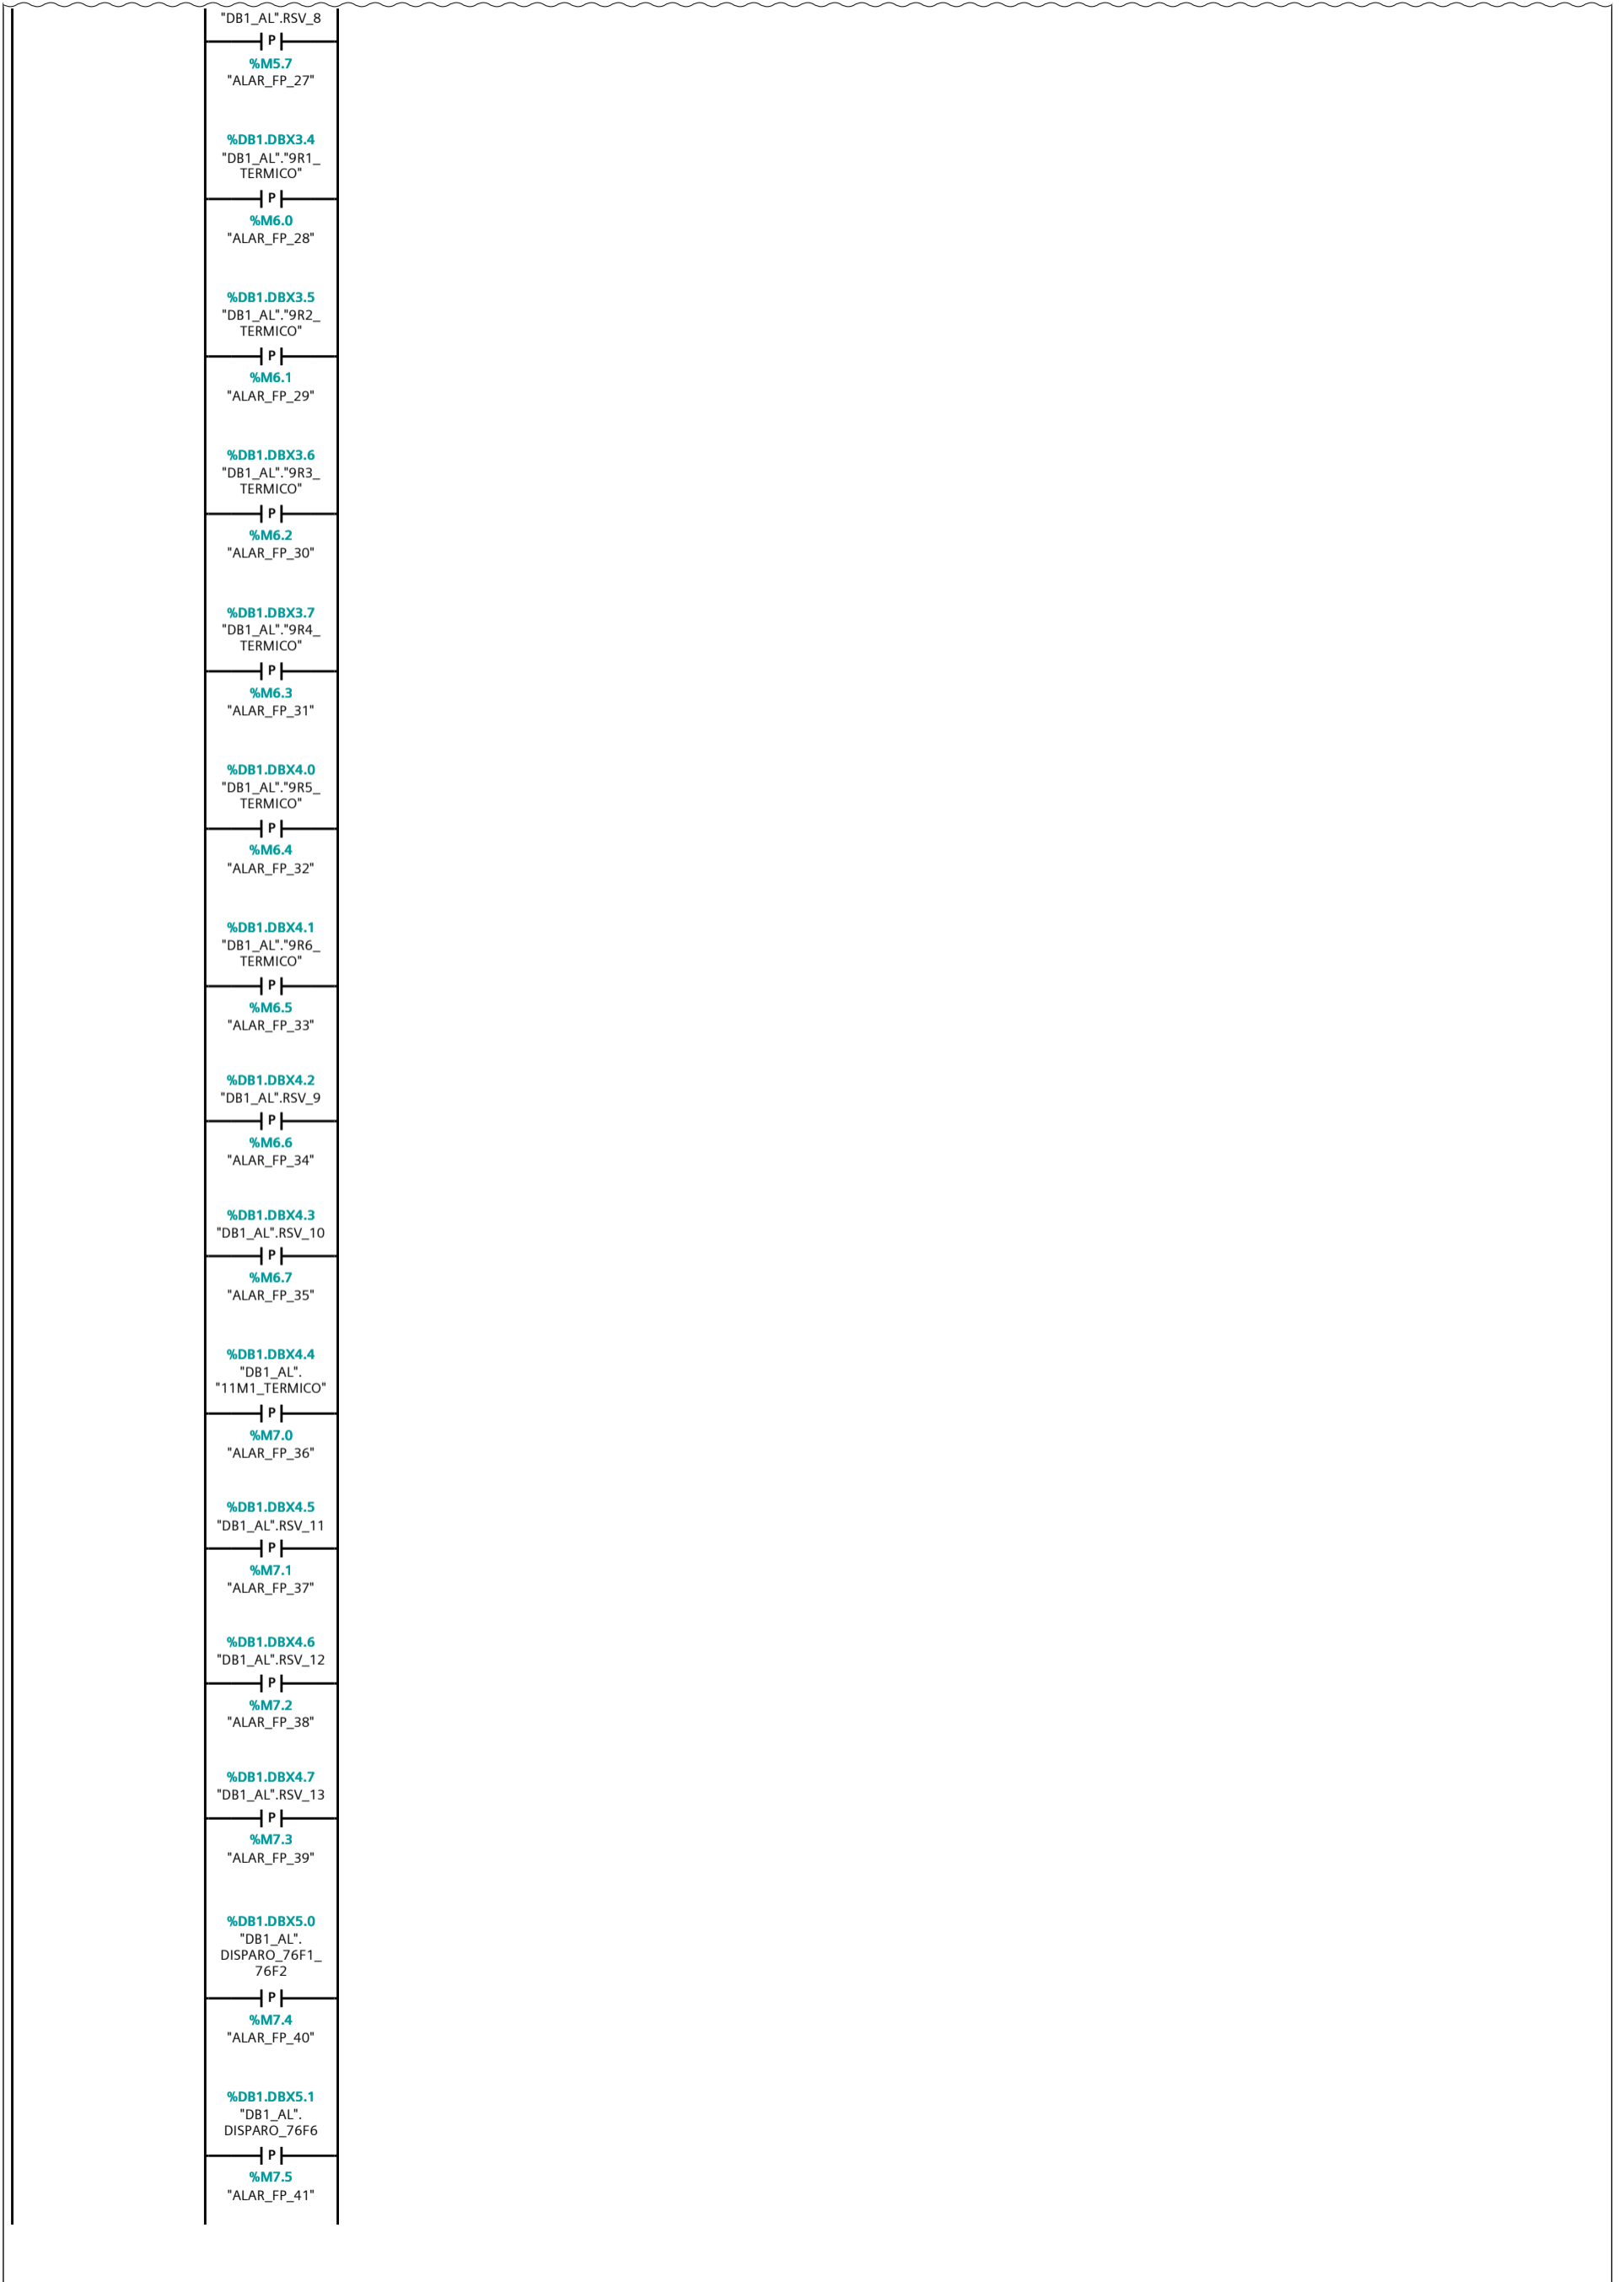 "DB1_AL".RSV_8
P
%M5.7
"ALAR_FP_27"
%DB1.DBX3.4
"DB1_AL"."9R1_
TERMICO"
P
%M6.0
"ALAR_FP_28"
%DB1.DBX3.5
"DB1_AL"."9R2_
TERMICO"
P
%M6.1
"ALAR_FP_29"
%DB1.DBX3.6
"DB1_AL"."9R3_
TERMICO"
P
%M6.2
"ALAR_FP_30"
%DB1.DBX3.7
"DB1_AL"."9R4_
TERMICO"
P
%M6.3
"ALAR_FP_31"
%DB1.DBX4.0
"DB1_AL"."9R5_
TERMICO"
P
%M6.4
"ALAR_FP_32"
%DB1.DBX4.1
"DB1_AL"."9R6_
TERMICO"
P
%M6.5
"ALAR_FP_33"
%DB1.DBX4.2
"DB1_AL".RSV_9
P
%M6.6
"ALAR_FP_34"
%DB1.DBX4.3
"DB1_AL".RSV_10
P
%M6.7
"ALAR_FP_35"
%DB1.DBX4.4
"DB1_AL".
"11M1_TERMICO"
P
%M7.0
"ALAR_FP_36"
%DB1.DBX4.5
"DB1_AL".RSV_11
P
%M7.1
"ALAR_FP_37"
%DB1.DBX4.6
"DB1_AL".RSV_12
P
%M7.2
"ALAR_FP_38"
%DB1.DBX4.7
"DB1_AL".RSV_13
P
%M7.3
"ALAR_FP_39"
%DB1.DBX5.0
"DB1_AL".
DISPARO_76F1_
76F2
P
%M7.4
"ALAR_FP_40"
%DB1.DBX5.1
"DB1_AL".
DISPARO_76F6
P
%M7.5
"ALAR_FP_41"